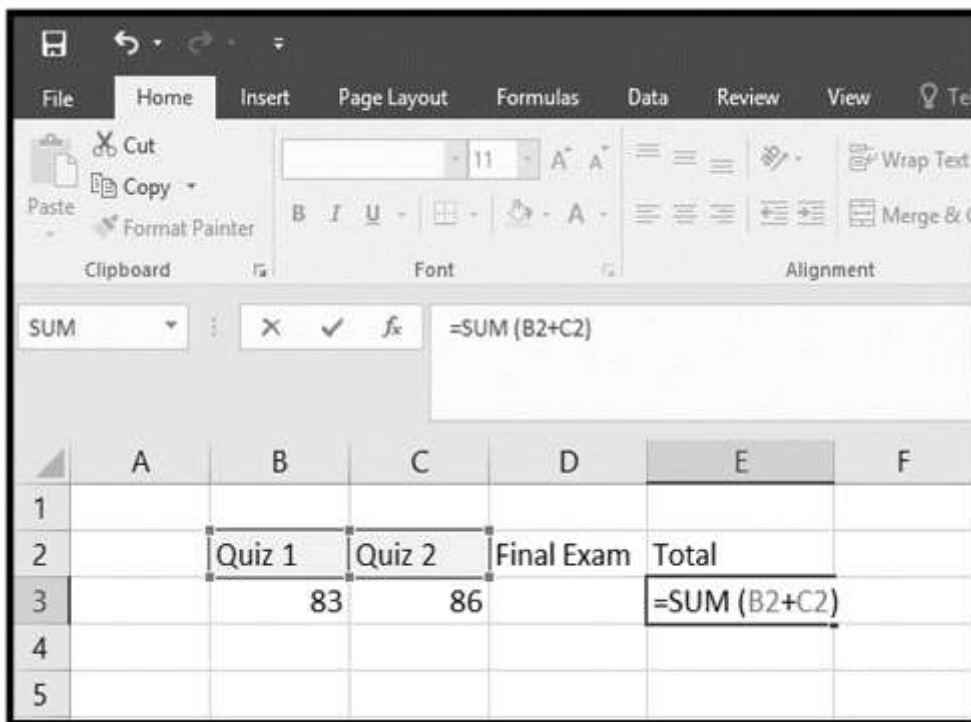 File Home Insert Page Layout Formulas Data Review View Te
Cut
11 A A Wrap Text
Copy
Paste
B I U A Merge &
Format Painter
Clipboard Font Alignment
SUM fx =SUM (B2+C2)
A B C D E F
1
2 Quiz 1 Quiz 2 Final Exam Total
3 83 86 =SUM (B2+C2)
4
5